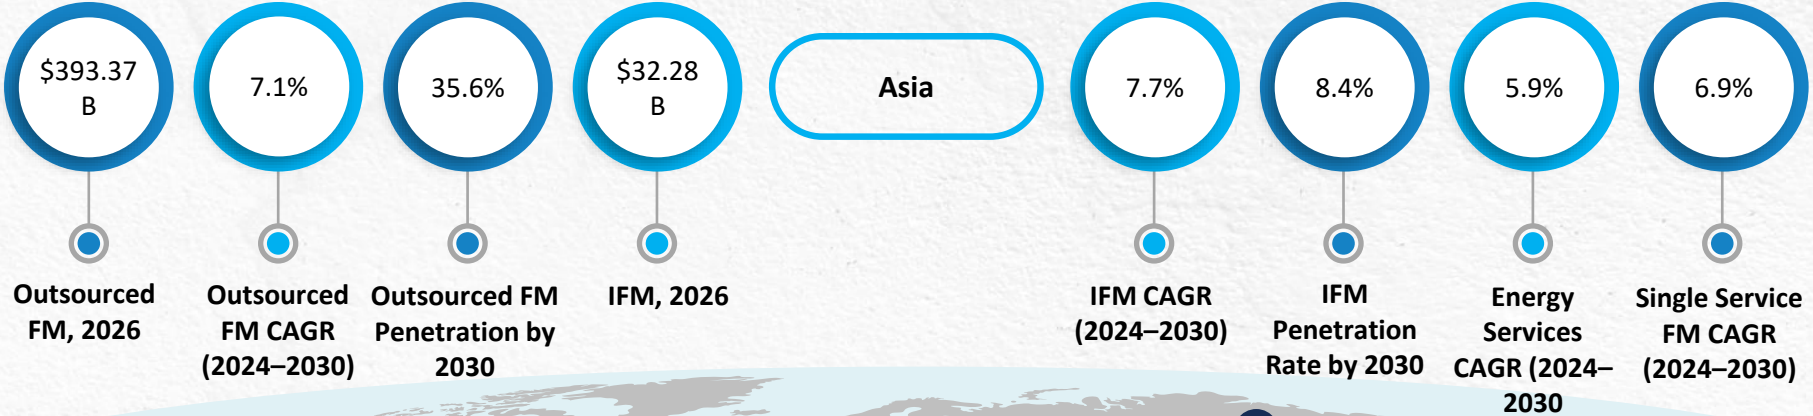 $393.37
B
7.1%
35.6%
$32.28
B
Asia
7.7%
8.4%
5.9%
6.9%
Outsourced
FM, 2026
Outsourced
FM CAGR
(2024–2030)
Outsourced FM
Penetration by
2030
IFM, 2026
IFM CAGR
(2024–2030)
IFM
Penetration
Rate by 2030
Energy
Services
CAGR (2024–
2030
Single Service
FM CAGR
(2024–2030)